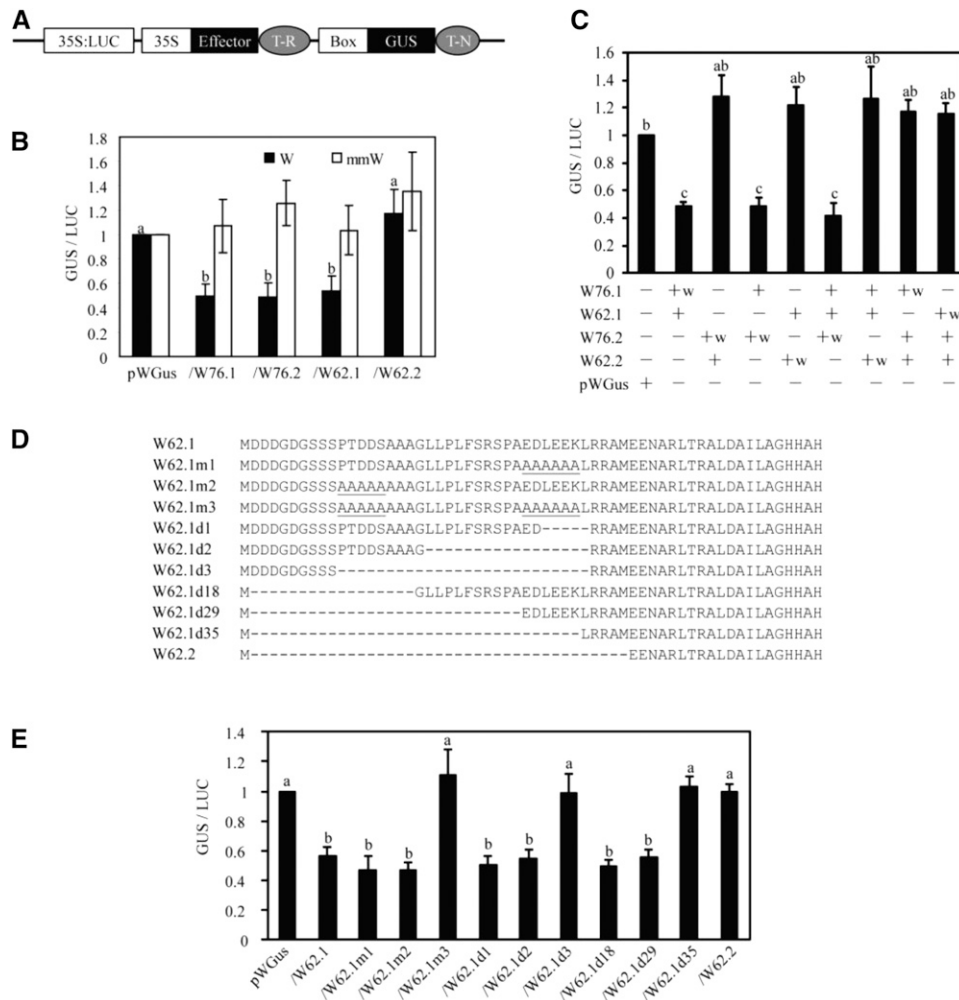 A
35S:LUC 35S Effector T-R Box GUS T-N
B
GUS / LUC
1.8
1.6
1.4
1.2
1
0.8
0.6
0.4
0.2
0
W mmW
a b b b a
pWGus /W76.1 /W76.2 /W62.1 /W62.2
C
GUS / LUC
1.6
1.4
1.2
1
0.8
0.6
0.4
0.2
0
b c ab c ab c ab ab ab
W76.1 − +w − + − + + +w −
W62.1 − + − − + + + − +w
W76.2 − − +w +w − +w − + +
W62.2 − − + − +w − +w + +
pWGus + − − − − − − − −
D
W62.1 MDDDGDGSSSPTDDSAAAGLLPLFSRSPAEDLEEKLRRAMEENARLTRALDAILAGHHAH
W62.1m1 MDDDGDGSSSPTDDSAAAGLLPLFSRSPAAAAAAALRRAMEENARLTRALDAILAGHHAH
W62.1m2 MDDDGDGSSSAAAAAAAAGLLPLFSRSPAEDLEEKLRRAMEENARLTRALDAILAGHHAH
W62.1m3 MDDDGDGSSSAAAAAAAAGLLPLFSRSPAAAAAAALRRAMEENARLTRALDAILAGHHAH
W62.1d1 MDDDGDGSSSPTDDSAAAGLLPLFSRSPAED-----RRAMEENARLTRALDAILAGHHAH
W62.1d2 MDDDGDGSSSPTDDSAAAG-----------------RRAMEENARLTRALDAILAGHHAH
W62.1d3 MDDDGDGSSS--------------------------RRAMEENARLTRALDAILAGHHAH
W62.1d18 M-----------------GLLPLFSRSPAEDLEEKLRRAMEENARLTRALDAILAGHHAH
W62.1d29 M----------------------------EDLEEKLRRAMEENARLTRALDAILAGHHAH
W62.1d35 M----------------------------------LRRAMEENARLTRALDAILAGHHAH
W62.2 M---------------------------------------EENARLTRALDAILAGHHAH
E
GUS / LUC
1.4
1.2
1
0.8
0.6
0.4
0.2
0
a b b b a b b a b b a a
pWGus /W62.1 /W62.1m1 /W62.1m2 /W62.1m3 /W62.1d1 /W62.1d2 /W62.1d3 /W62.1d18 /W62.1d29 /W62.1d35 /W62.2